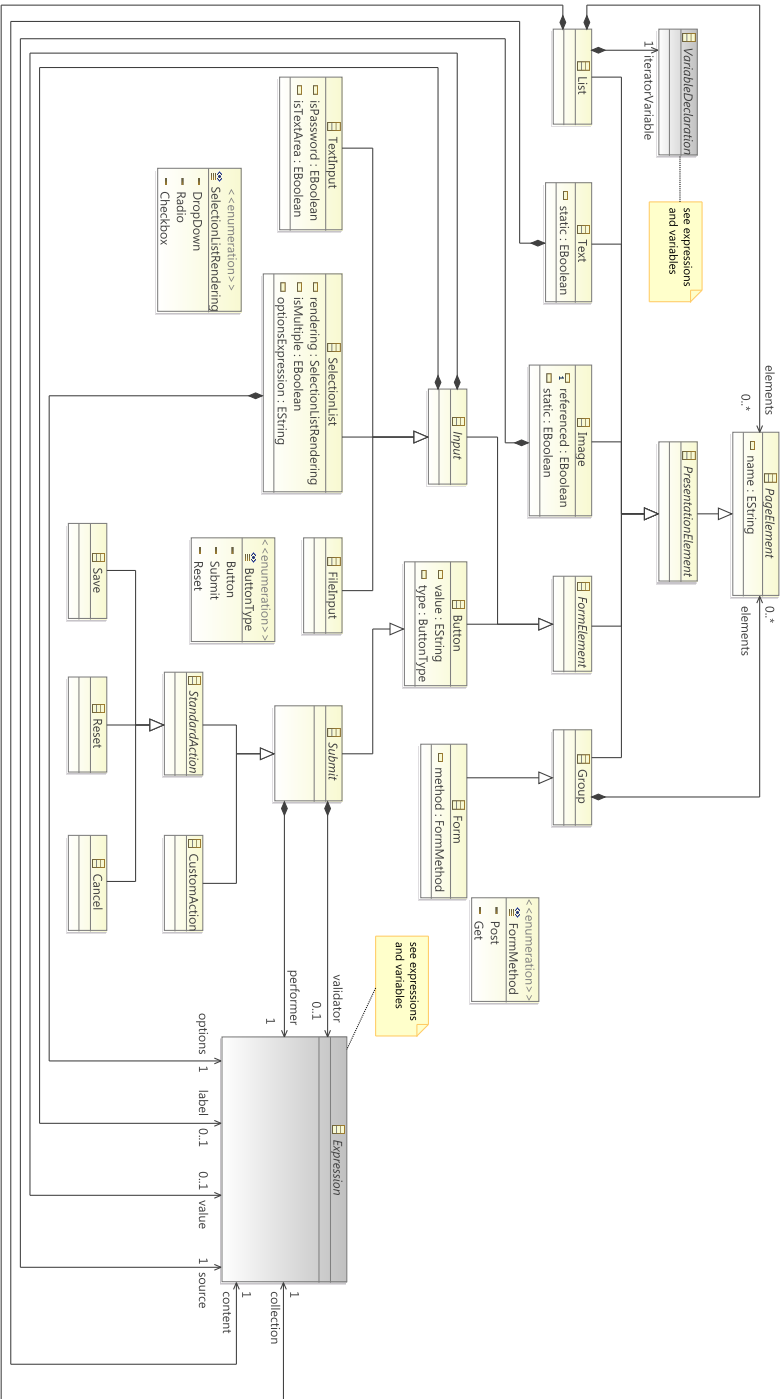 VariableDeclaration
1 iteratorVariable
see expressions
and variables
elements
0..*
PageElement
name : EString
0..*
elements
PresentationElement
List
Text
static : EBoolean
Image
referenced : EBoolean
static : EBoolean
FormElement
Group
TextInput
isPassword : EBoolean
isTextArea : EBoolean
<<enumeration>>
SelectionListRendering
DropDown
Radio
Checkbox
SelectionList
rendering : SelectionListRendering
isMultiple : EBoolean
optionsExpression : EString
Input
FileInput
<<enumeration>>
ButtonType
Button
Submit
Reset
Button
value : EString
type : ButtonType
Form
method : FormMethod
<<enumeration>>
FormMethod
Post
Get
Submit
StandardAction
CustomAction
Save
Reset
Cancel
see expressions
and variables
validator
0..1
performer
1
Expression
options 1
label 0..1
0..1 value
1 source
1
content
1
collection